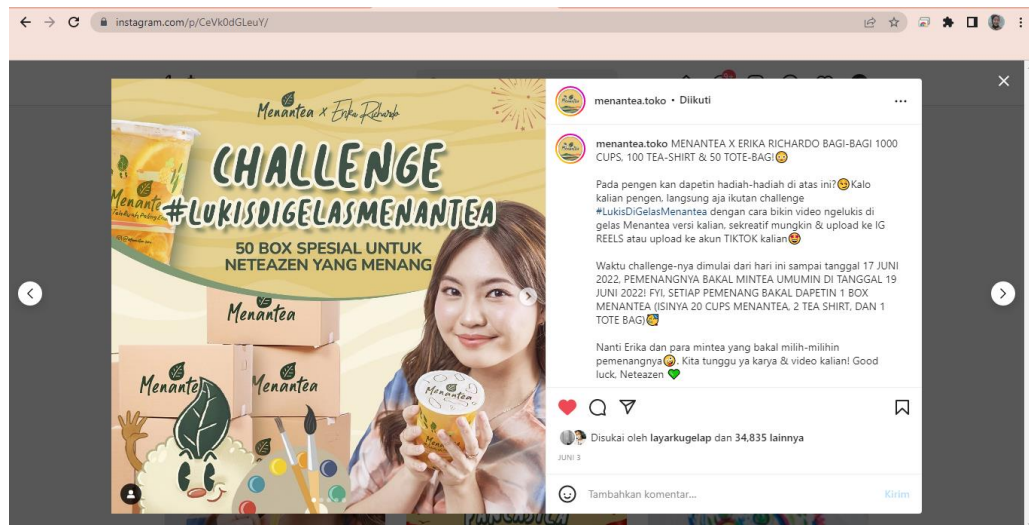 instagram.com/p/CeVk0dGLeuY/
Menantea x Erika Richardo
CHALLENGE
#LUKISDIGELASMENANTEA
50 BOX SPESIAL UNTUK
NETEAZEN YANG MENANG
Menantea
Menantea
Menantea
Menantea
Menantea
menantea.toko • Diikuti
menantea.toko MENANTEA X ERIKA RICHARDO BAGI-BAGI 1000
CUPS, 100 TEA-SHIRT & 50 TOTE-BAG!😳
Pada pengen kan dapetin hadiah-hadiah di atas ini?😏Kalo
kalian pengen, langsung aja ikutan challenge
#LukisDiGelasMenantea dengan cara bikin video ngelukis di
gelas Menantea versi kalian, sekreatif mungkin & upload ke IG
REELS atau upload ke akun TIKTOK kalian🤩
Waktu challenge-nya dimulai dari hari ini sampai tanggal 17 JUNI
2022, PEMENANGNYA BAKAL MINTEA UMUMIN DI TANGGAL 19
JUNI 2022! FYI, SETIAP PEMENANG BAKAL DAPETIN 1 BOX
MENANTEA (ISINYA 20 CUPS MENANTEA, 2 TEA SHIRT, DAN 1
TOTE BAG)🥰
Nanti Erika dan para mintea yang bakal milih-milihin
pemenangnya😜. Kita tunggu ya karya & video kalian! Good
luck, Neteazen 💚
Disukai oleh layarkugelap dan 34,835 lainnya
JUNI 3
Tambahkan komentar...
Kirim